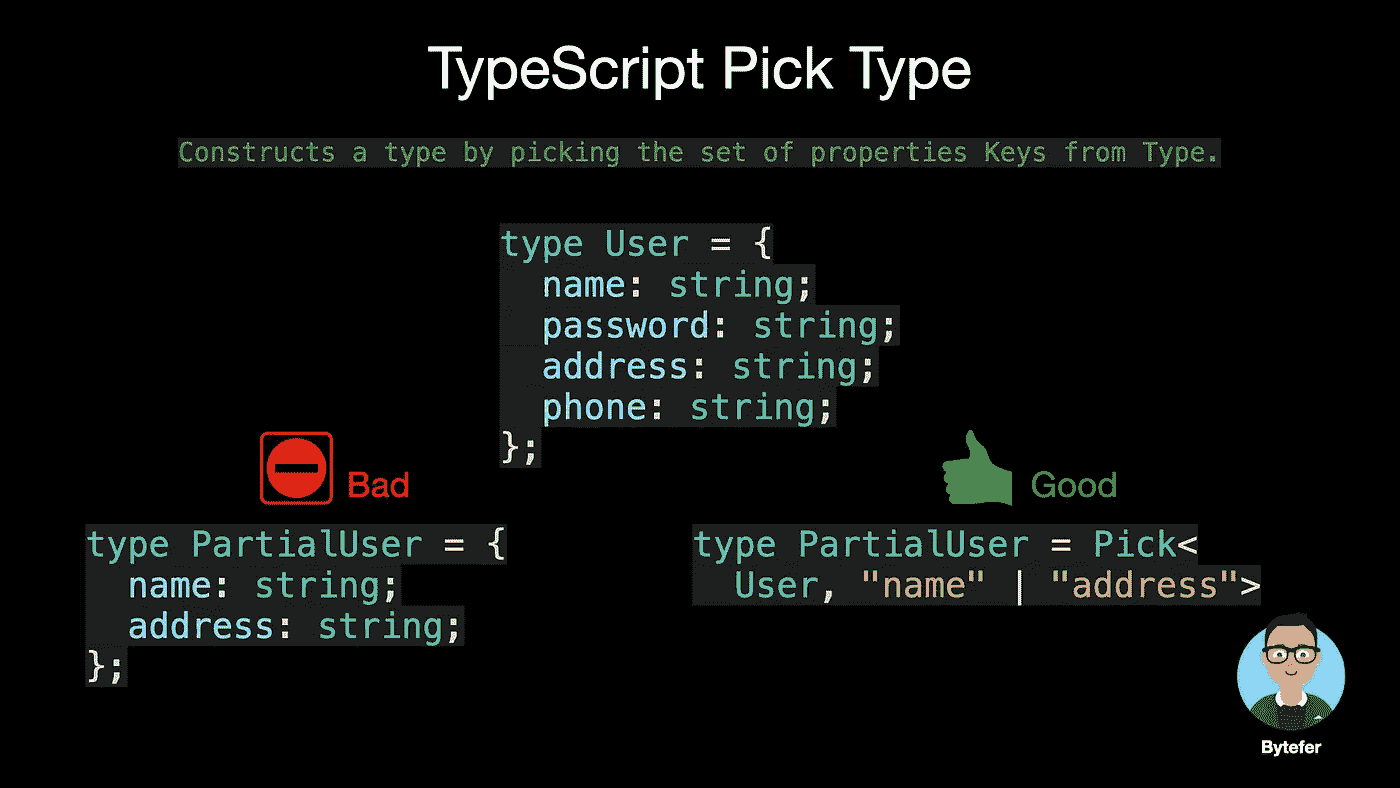 TypeScript Pick Type
Constructs a type by picking the set of properties Keys from Type.
type User = {
  name: string;
  password: string;
  address: string;
  phone: string;
};
Bad
type PartialUser = {
  name: string;
  address: string;
};
Good
type PartialUser = Pick<
  User, "name" | "address">
Bytefer